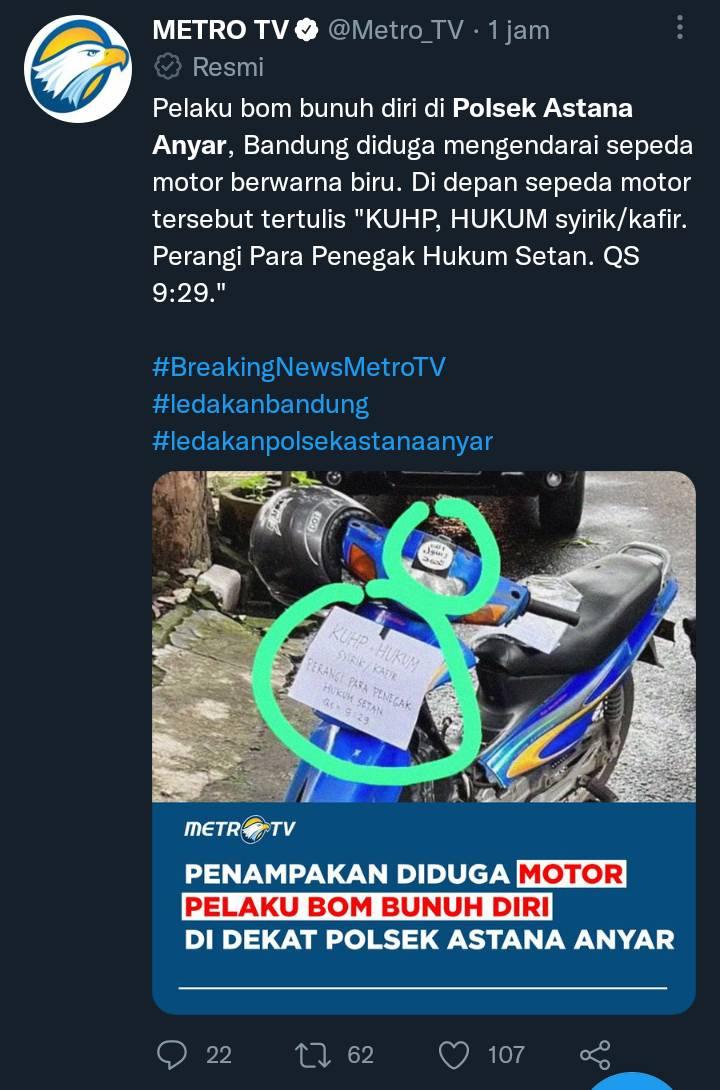 METRO TV @Metro_TV · 1 jam
Resmi
Pelaku bom bunuh diri di Polsek Astana
Anyar, Bandung diduga mengendarai sepeda
motor berwarna biru. Di depan sepeda motor
tersebut tertulis "KUHP, HUKUM syirik/kafir.
Perangi Para Penegak Hukum Setan. QS
9:29."
#BreakingNewsMetroTV
#ledakanbandung
#ledakanpolsekastanaanyar
KUHP - HUKUM
SYIRIK/KAFIR
PERANGI PARA PENEGAK
HUKUM SETAN
9:29
METRO TV
PENAMPAKAN DIDUGA MOTOR
PELAKU BOM BUNUH DIRI
DI DEKAT POLSEK ASTANA ANYAR
22 62 107